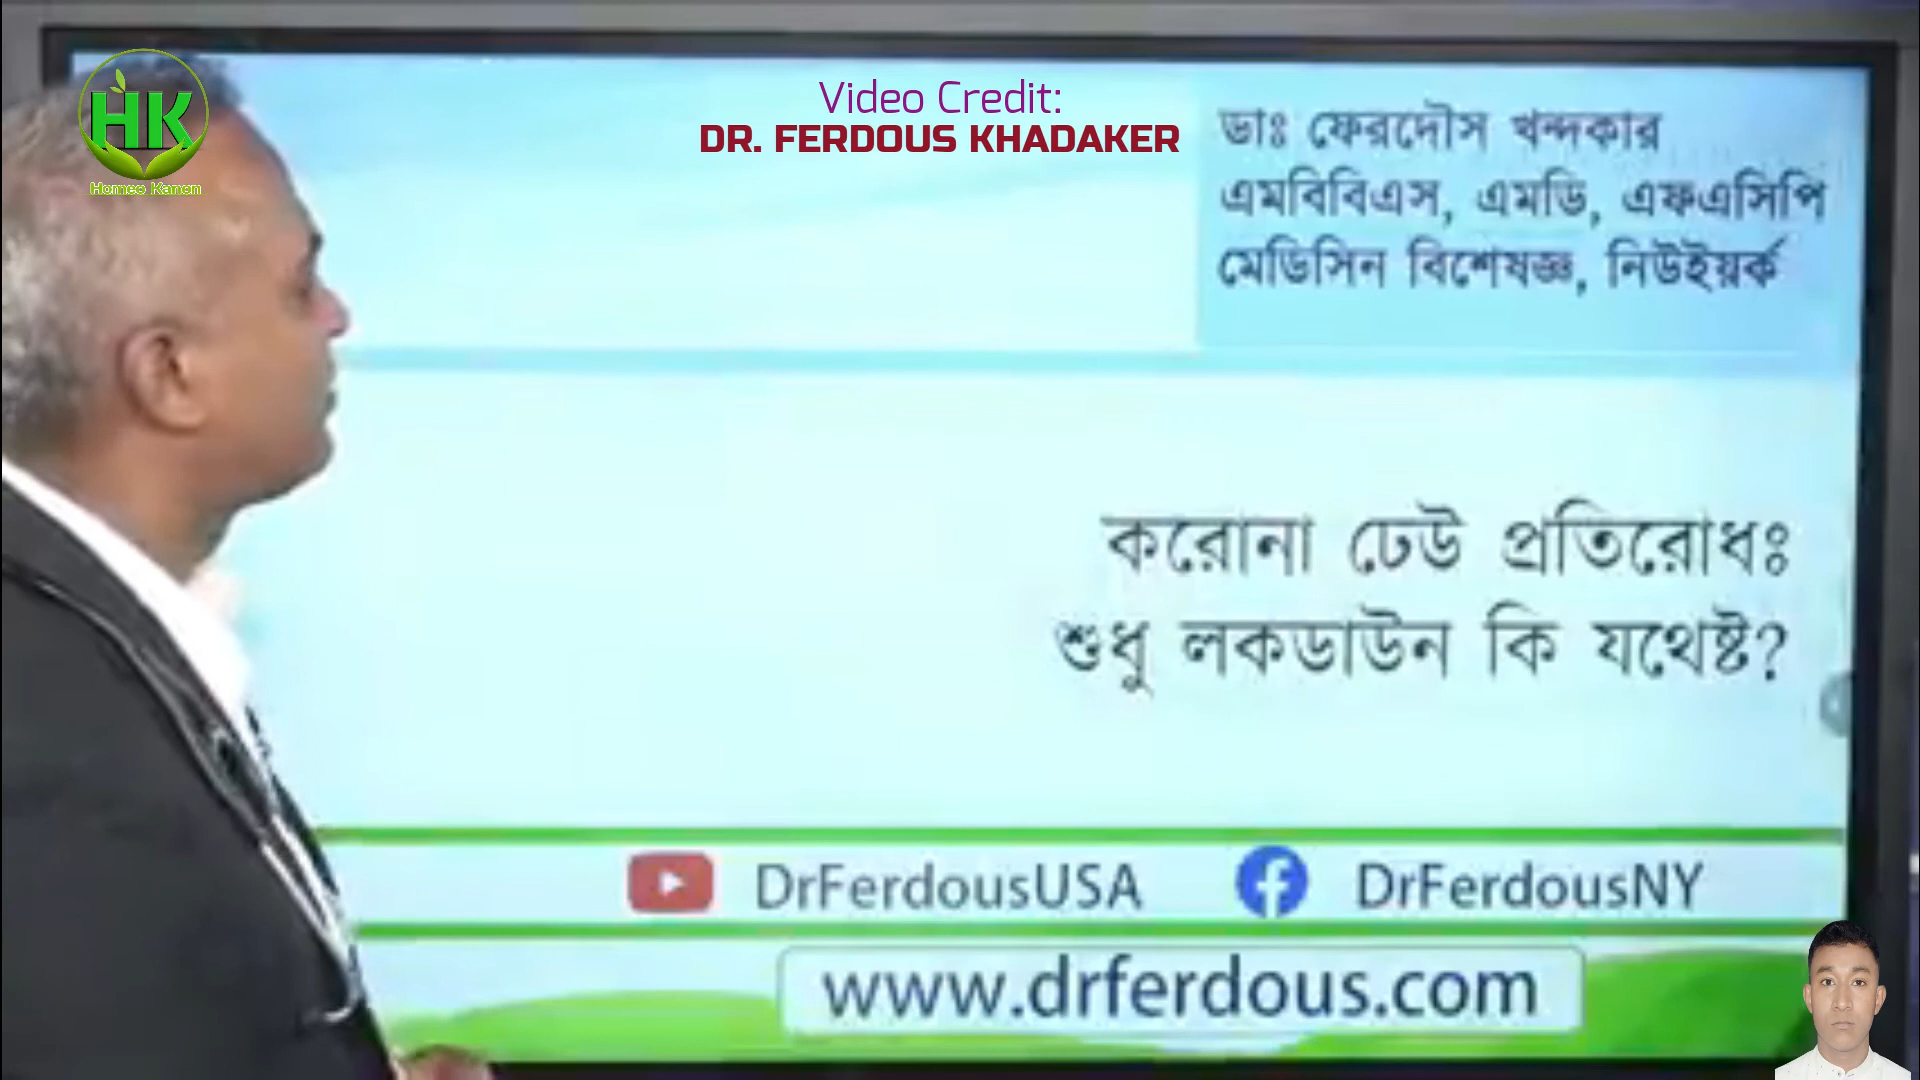 HK
Homeo Kanon
Video Credit:
DR. FERDOUS KHADAKER
ডাঃ ফেরদৌস খন্দকার
এমবিবিএস, এমডি, এফএসিপি
মেডিসিন বিশেষজ্ঞ, নিউইয়র্ক
করোনা ঢেউ প্রতিরোধঃ
শুধু লকডাউন কি যথেষ্ট?
DrFerdousUSA
DrFerdousNY
www.drferdous.com